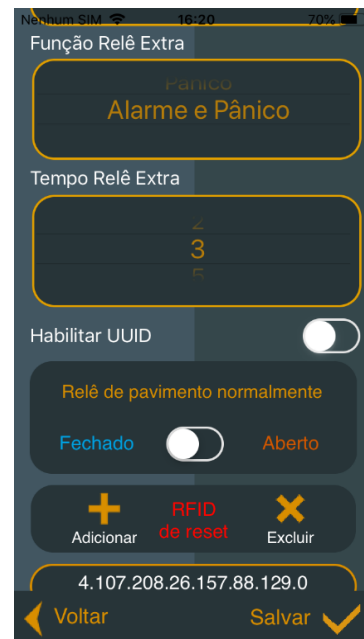 Nenhum SIM 16:20 70%
Função Relê Extra
Pânico
Alarme e Pânico
Tempo Relê Extra
2
3
5
Habilitar UUID
Relê de pavimento normalmente
Fechado Aberto
Adicionar RFID de reset Excluir
4.107.208.26.157.88.129.0
Voltar Salvar